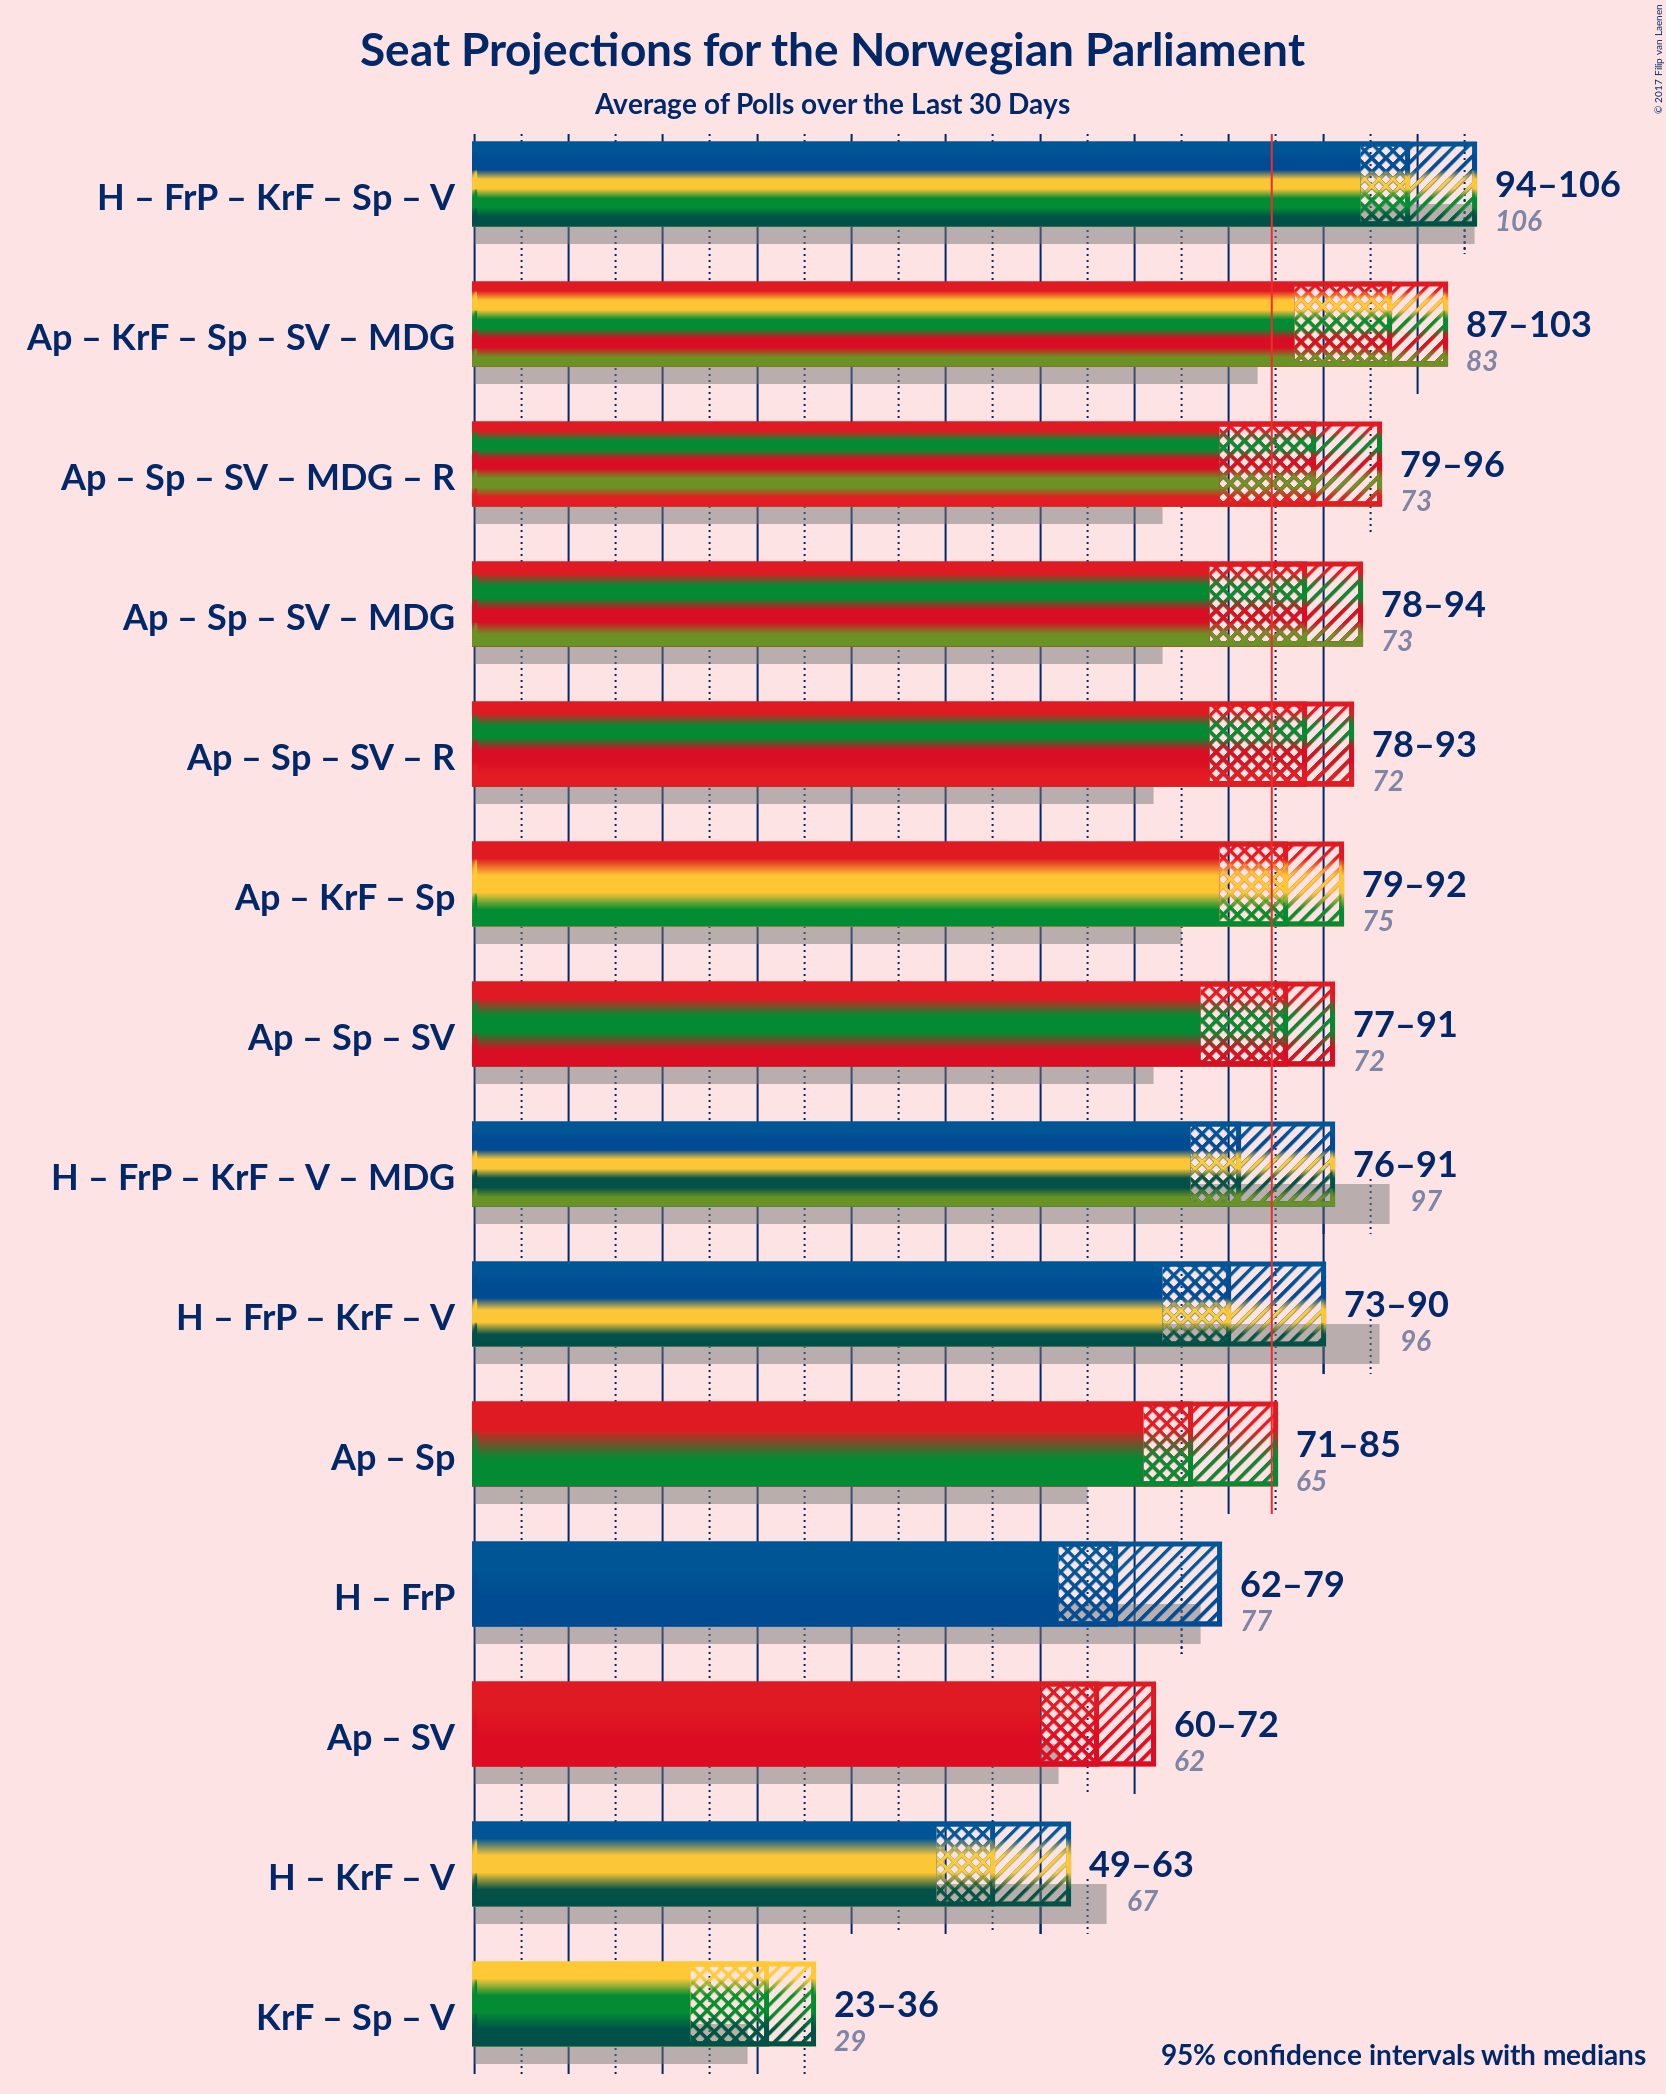 Seat Projections for the Norwegian Parliament
Average of Polls over the Last 30 Days
© 2017 Filip van Laenen
H – FrP – KrF – Sp – V
94–106
106
Ap – KrF – Sp – SV – MDG
87–103
83
Ap – Sp – SV – MDG – R
79–96
73
Ap – Sp – SV – MDG
78–94
73
Ap – Sp – SV – R
78–93
72
Ap – KrF – Sp
79–92
75
Ap – Sp – SV
77–91
72
H – FrP – KrF – V – MDG
76–91
97
H – FrP – KrF – V
73–90
96
Ap – Sp
71–85
65
H – FrP
62–79
77
Ap – SV
60–72
62
H – KrF – V
49–63
67
KrF – Sp – V
23–36
29
95% confidence intervals with medians